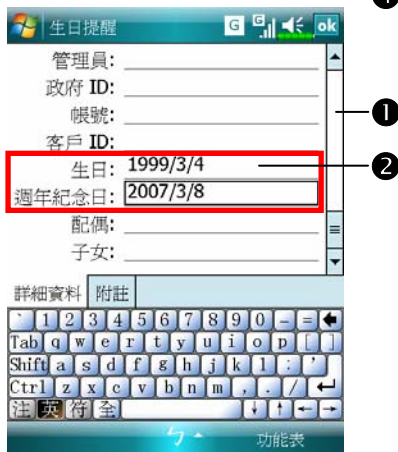 生日提醒 G G ok
管理員:
政府 ID:
帳號:
客戶 ID:
生日: 1999/3/4
週年紀念日: 2007/3/8
配偶:
子女:
❶
❷
詳細資料 附註
` 1 2 3 4 5 6 7 8 9 0 - = 
Tab q w e r t y u i o p [ ]
Shift a s d f g h j k l : '
Ctrl z x c v b n m , . /
注 英 符 全
ㄅ 功能表